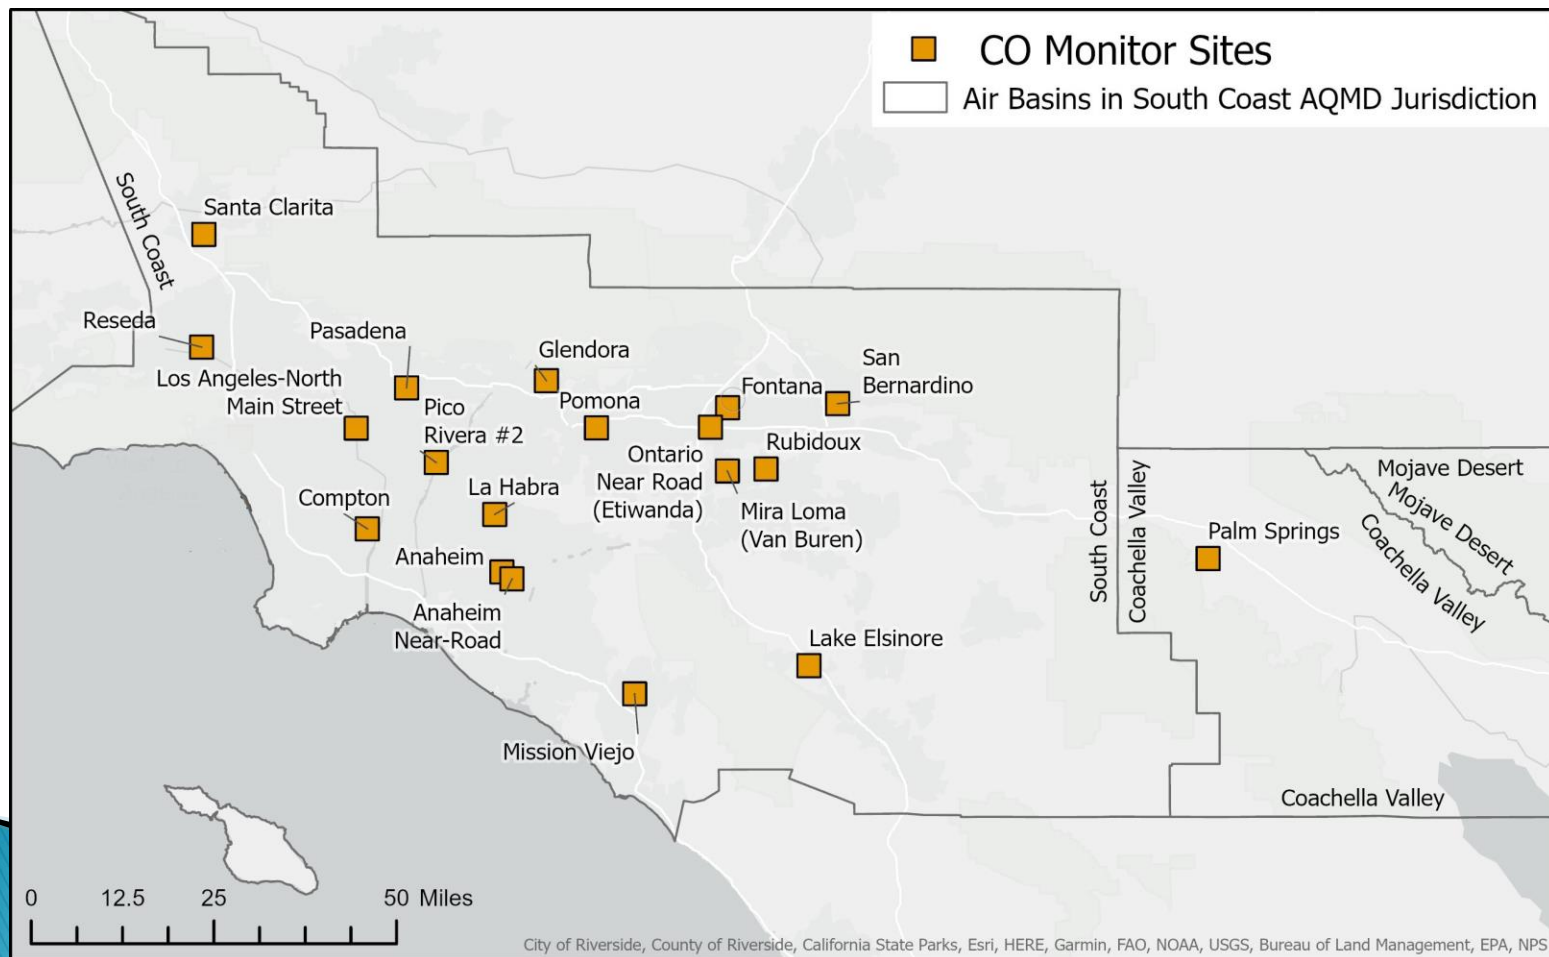 CO Monitor Sites
Air Basins in South Coast AQMD Jurisdiction
South Coast
Santa Clarita
Reseda
Pasadena
Los Angeles-North
Main Street
Glendora
Pomona
Pico
Rivera #2
Fontana
San
Bernardino
Ontario
Near Road
(Etiwanda)
Rubidoux
Mira Loma
(Van Buren)
La Habra
Compton
Anaheim
Anaheim
Near-Road
Mission Viejo
Lake Elsinore
South Coast
Coachella Valley
Palm Springs
Mojave Desert
Mojave Desert
Coachella Valley
Coachella Valley
0 12.5 25 50 Miles
City of Riverside, County of Riverside, California State Parks, Esri, HERE, Garmin, FAO, NOAA, USGS, Bureau of Land Management, EPA, NPS